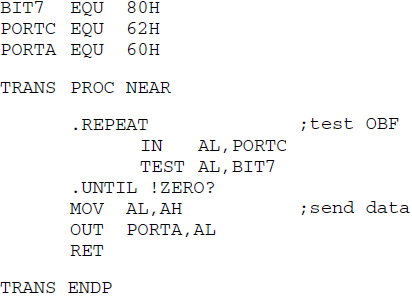 BIT7 EQU 80H
PORTC EQU 62H
PORTA EQU 60H
TRANS PROC NEAR
.REPEAT ;test OBF
IN AL,PORTC
TEST AL,BIT7
.UNTIL !ZERO?
MOV AL,AH ;send data
OUT PORTA,AL
RET
TRANS ENDP